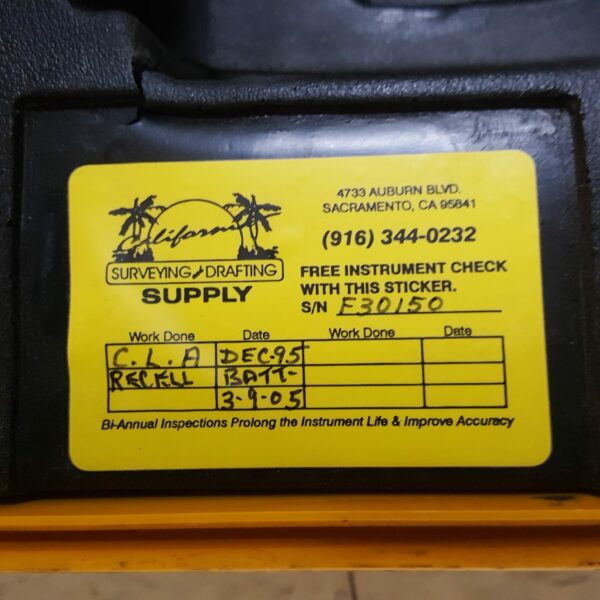 California
SURVEYING and DRAFTING
SUPPLY
4733 AUBURN BLVD.
SACRAMENTO, CA 95841
(916) 344-0232
FREE INSTRUMENT CHECK
WITH THIS STICKER.
S/N F30150
Work Done Date Work Done Date
C.L.A DEC-95
RECELL BATT-
3-9-05
Bi-Annual Inspections Prolong the Instrument Life & Improve Accuracy